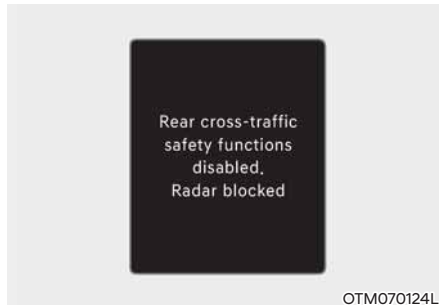 Rear cross-traffic
safety functions
disabled.
Radar blocked
OTM070124L